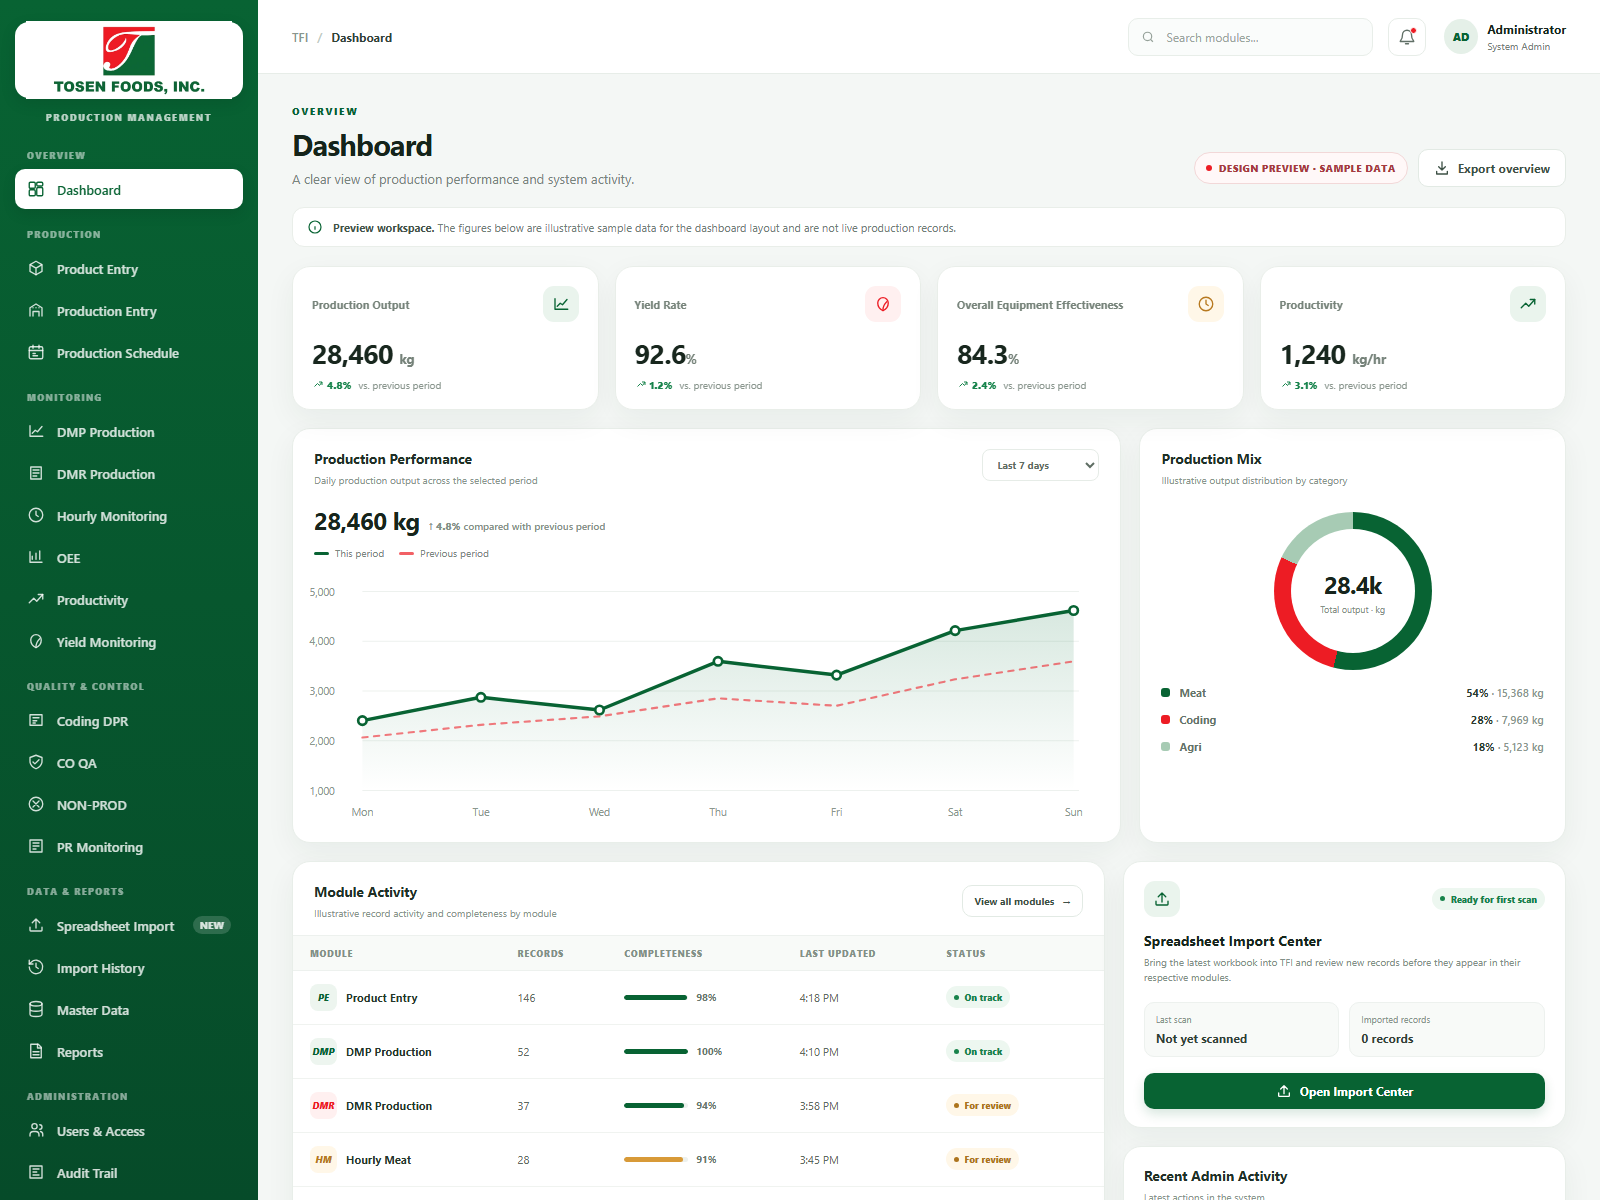 TOSEN FOODS, INC.
PRODUCTION MANAGEMENT
OVERVIEW
Dashboard
PRODUCTION
Product Entry
Production Entry
Production Schedule
MONITORING
DMP Production
DMR Production
Hourly Monitoring
OEE
Productivity
Yield Monitoring
QUALITY & CONTROL
Coding DPR
CO QA
NON-PROD
PR Monitoring
DATA & REPORTS
Spreadsheet Import NEW
Import History
Master Data
Reports
ADMINISTRATION
Users & Access
Audit Trail
TFI / Dashboard
Search modules...
AD
Administrator
System Admin
OVERVIEW
Dashboard
A clear view of production performance and system activity.
DESIGN PREVIEW · SAMPLE DATA
Export overview
Preview workspace. The figures below are illustrative sample data for the dashboard layout and are not live production records.
Production Output
28,460 kg
4.8% vs. previous period
Yield Rate
92.6%
1.2% vs. previous period
Overall Equipment Effectiveness
84.3%
2.4% vs. previous period
Productivity
1,240 kg/hr
3.1% vs. previous period
Production Performance
Daily production output across the selected period
Last 7 days
28,460 kg ↑ 4.8% compared with previous period
This period Previous period
5,000
4,000
3,000
2,000
1,000
Mon Tue Wed Thu Fri Sat Sun
Production Mix
Illustrative output distribution by category
28.4k
Total output · kg
Meat 54% · 15,368 kg
Coding 28% · 7,969 kg
Agri 18% · 5,123 kg
Module Activity
Illustrative record activity and completeness by module
View all modules →
MODULE RECORDS COMPLETENESS LAST UPDATED STATUS
PE Product Entry 146 98% 4:18 PM On track
DMP DMP Production 52 100% 4:10 PM On track
DMR DMR Production 37 94% 3:58 PM For review
HM Hourly Meat 28 91% 3:45 PM For review
Ready for first scan
Spreadsheet Import Center
Bring the latest workbook into TFI and review new records before they appear in their
respective modules.
Last scan
Not yet scanned
Imported records
0 records
Open Import Center
Recent Admin Activity
Latest actions in the system